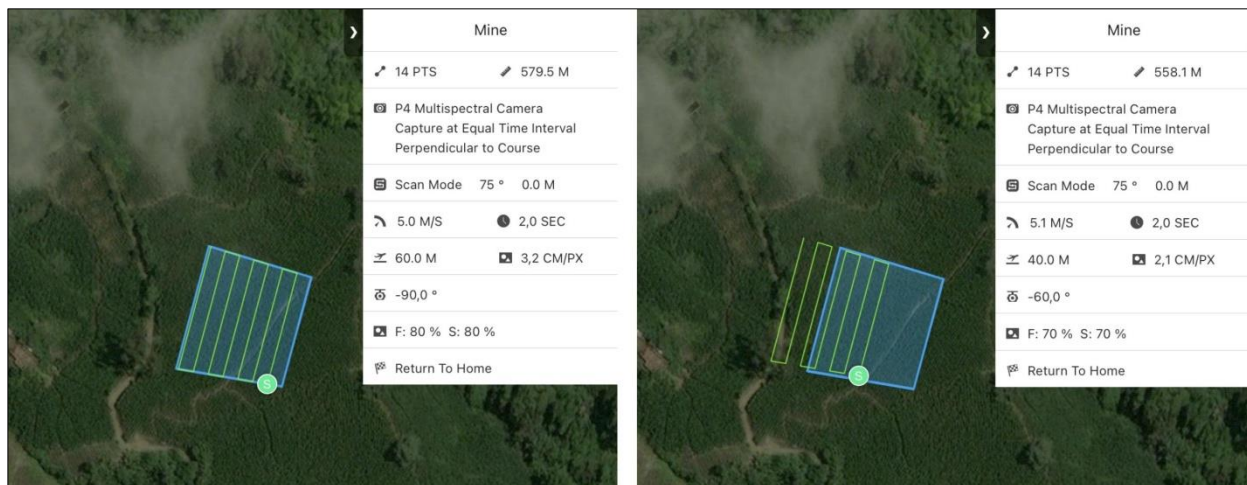 Mine
14 PTS 579.5 M
P4 Multispectral Camera
Capture at Equal Time Interval
Perpendicular to Course
Scan Mode 75 ° 0.0 M
5.0 M/S 2,0 SEC
60.0 M 3,2 CM/PX
-90,0 °
F: 80 % S: 80 %
Return To Home
S
Mine
14 PTS 558.1 M
P4 Multispectral Camera
Capture at Equal Time Interval
Perpendicular to Course
Scan Mode 75 ° 0.0 M
5.1 M/S 2,0 SEC
40.0 M 2,1 CM/PX
-60,0 °
F: 70 % S: 70 %
Return To Home
S